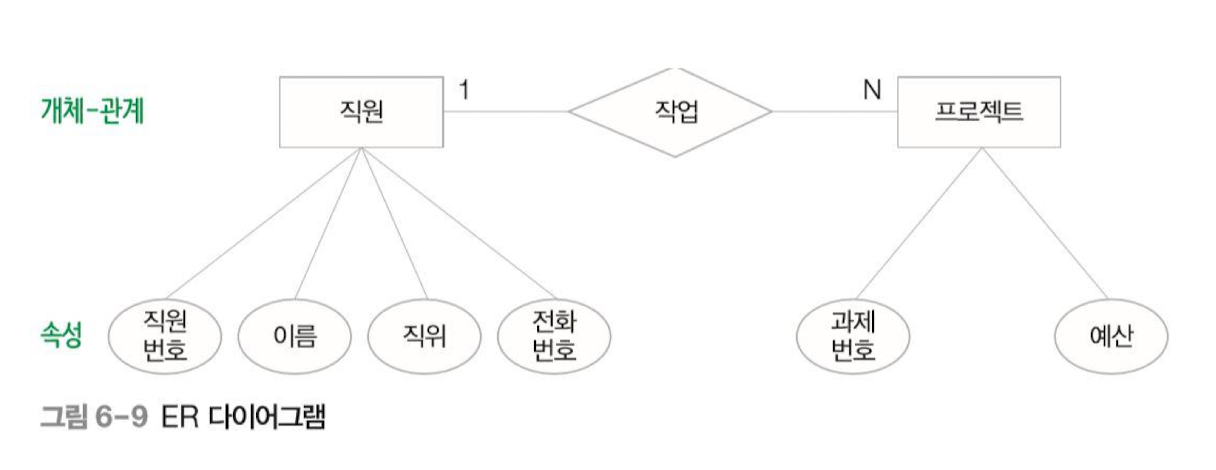 개체-관계
직원
1
작업
N
프로젝트
속성
직원
번호
이름
직위
전화
번호
과제
번호
예산
그림 6-9 ER 다이어그램